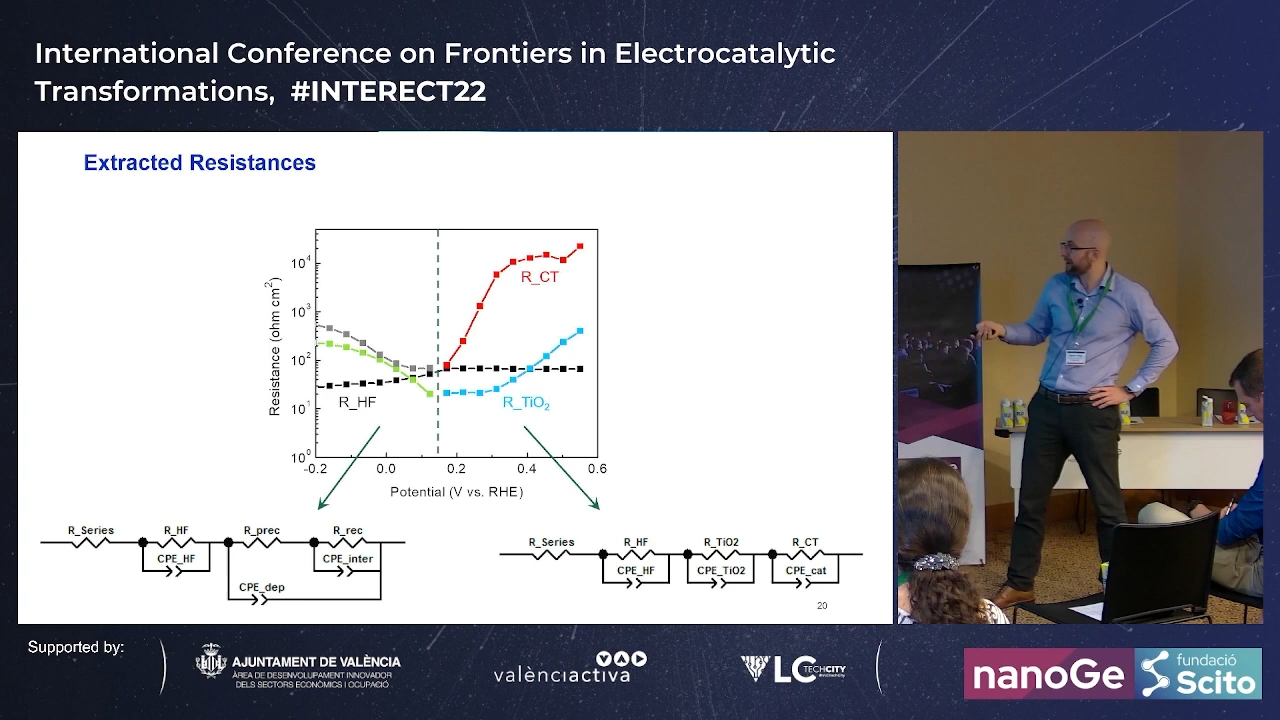 International Conference on Frontiers in Electrocatalytic
Transformations, #INTERECT22
Extracted Resistances
Resistance (ohm cm²)
10⁴
10³
10²
10¹
10⁰
R_CT
R_HF
R_TiO₂
-0.2 0.0 0.2 0.4 0.6
Potential (V vs. RHE)
R_Series R_HF R_prec R_rec
CPE_HF CPE_inter
CPE_dep
R_Series R_HF R_TiO2 R_CT
CPE_HF CPE_TiO2 CPE_cat
20
Supported by:
AJUNTAMENT DE VALÈNCIA
ÀREA DE DESENVOLUPAMENT INNOVADOR
DELS SECTORS ECONÒMICS I OCUPACIÓ
VLC
valènciactiva
LC TECHCITY
nanoGe
fundació
Scito